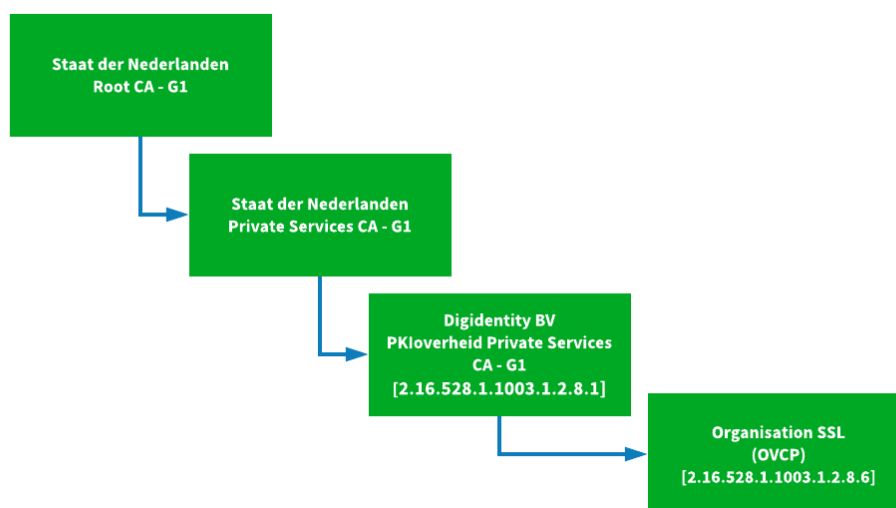 Staat der Nederlanden
Root CA - G1
Staat der Nederlanden
Private Services CA - G1
Digidentity BV
PKIoverheid Private Services
CA - G1
[2.16.528.1.1003.1.2.8.1]
Organisation SSL
(OVCP)
[2.16.528.1.1003.1.2.8.6]